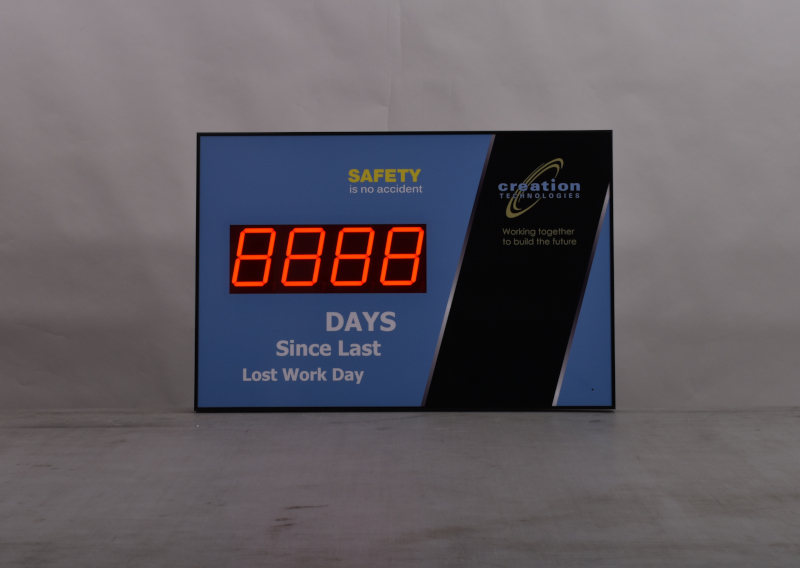 SAFETY
is no accident
8888
DAYS
Since Last
Lost Work Day
creation
TECHNOLOGIES
Working together
to build the future